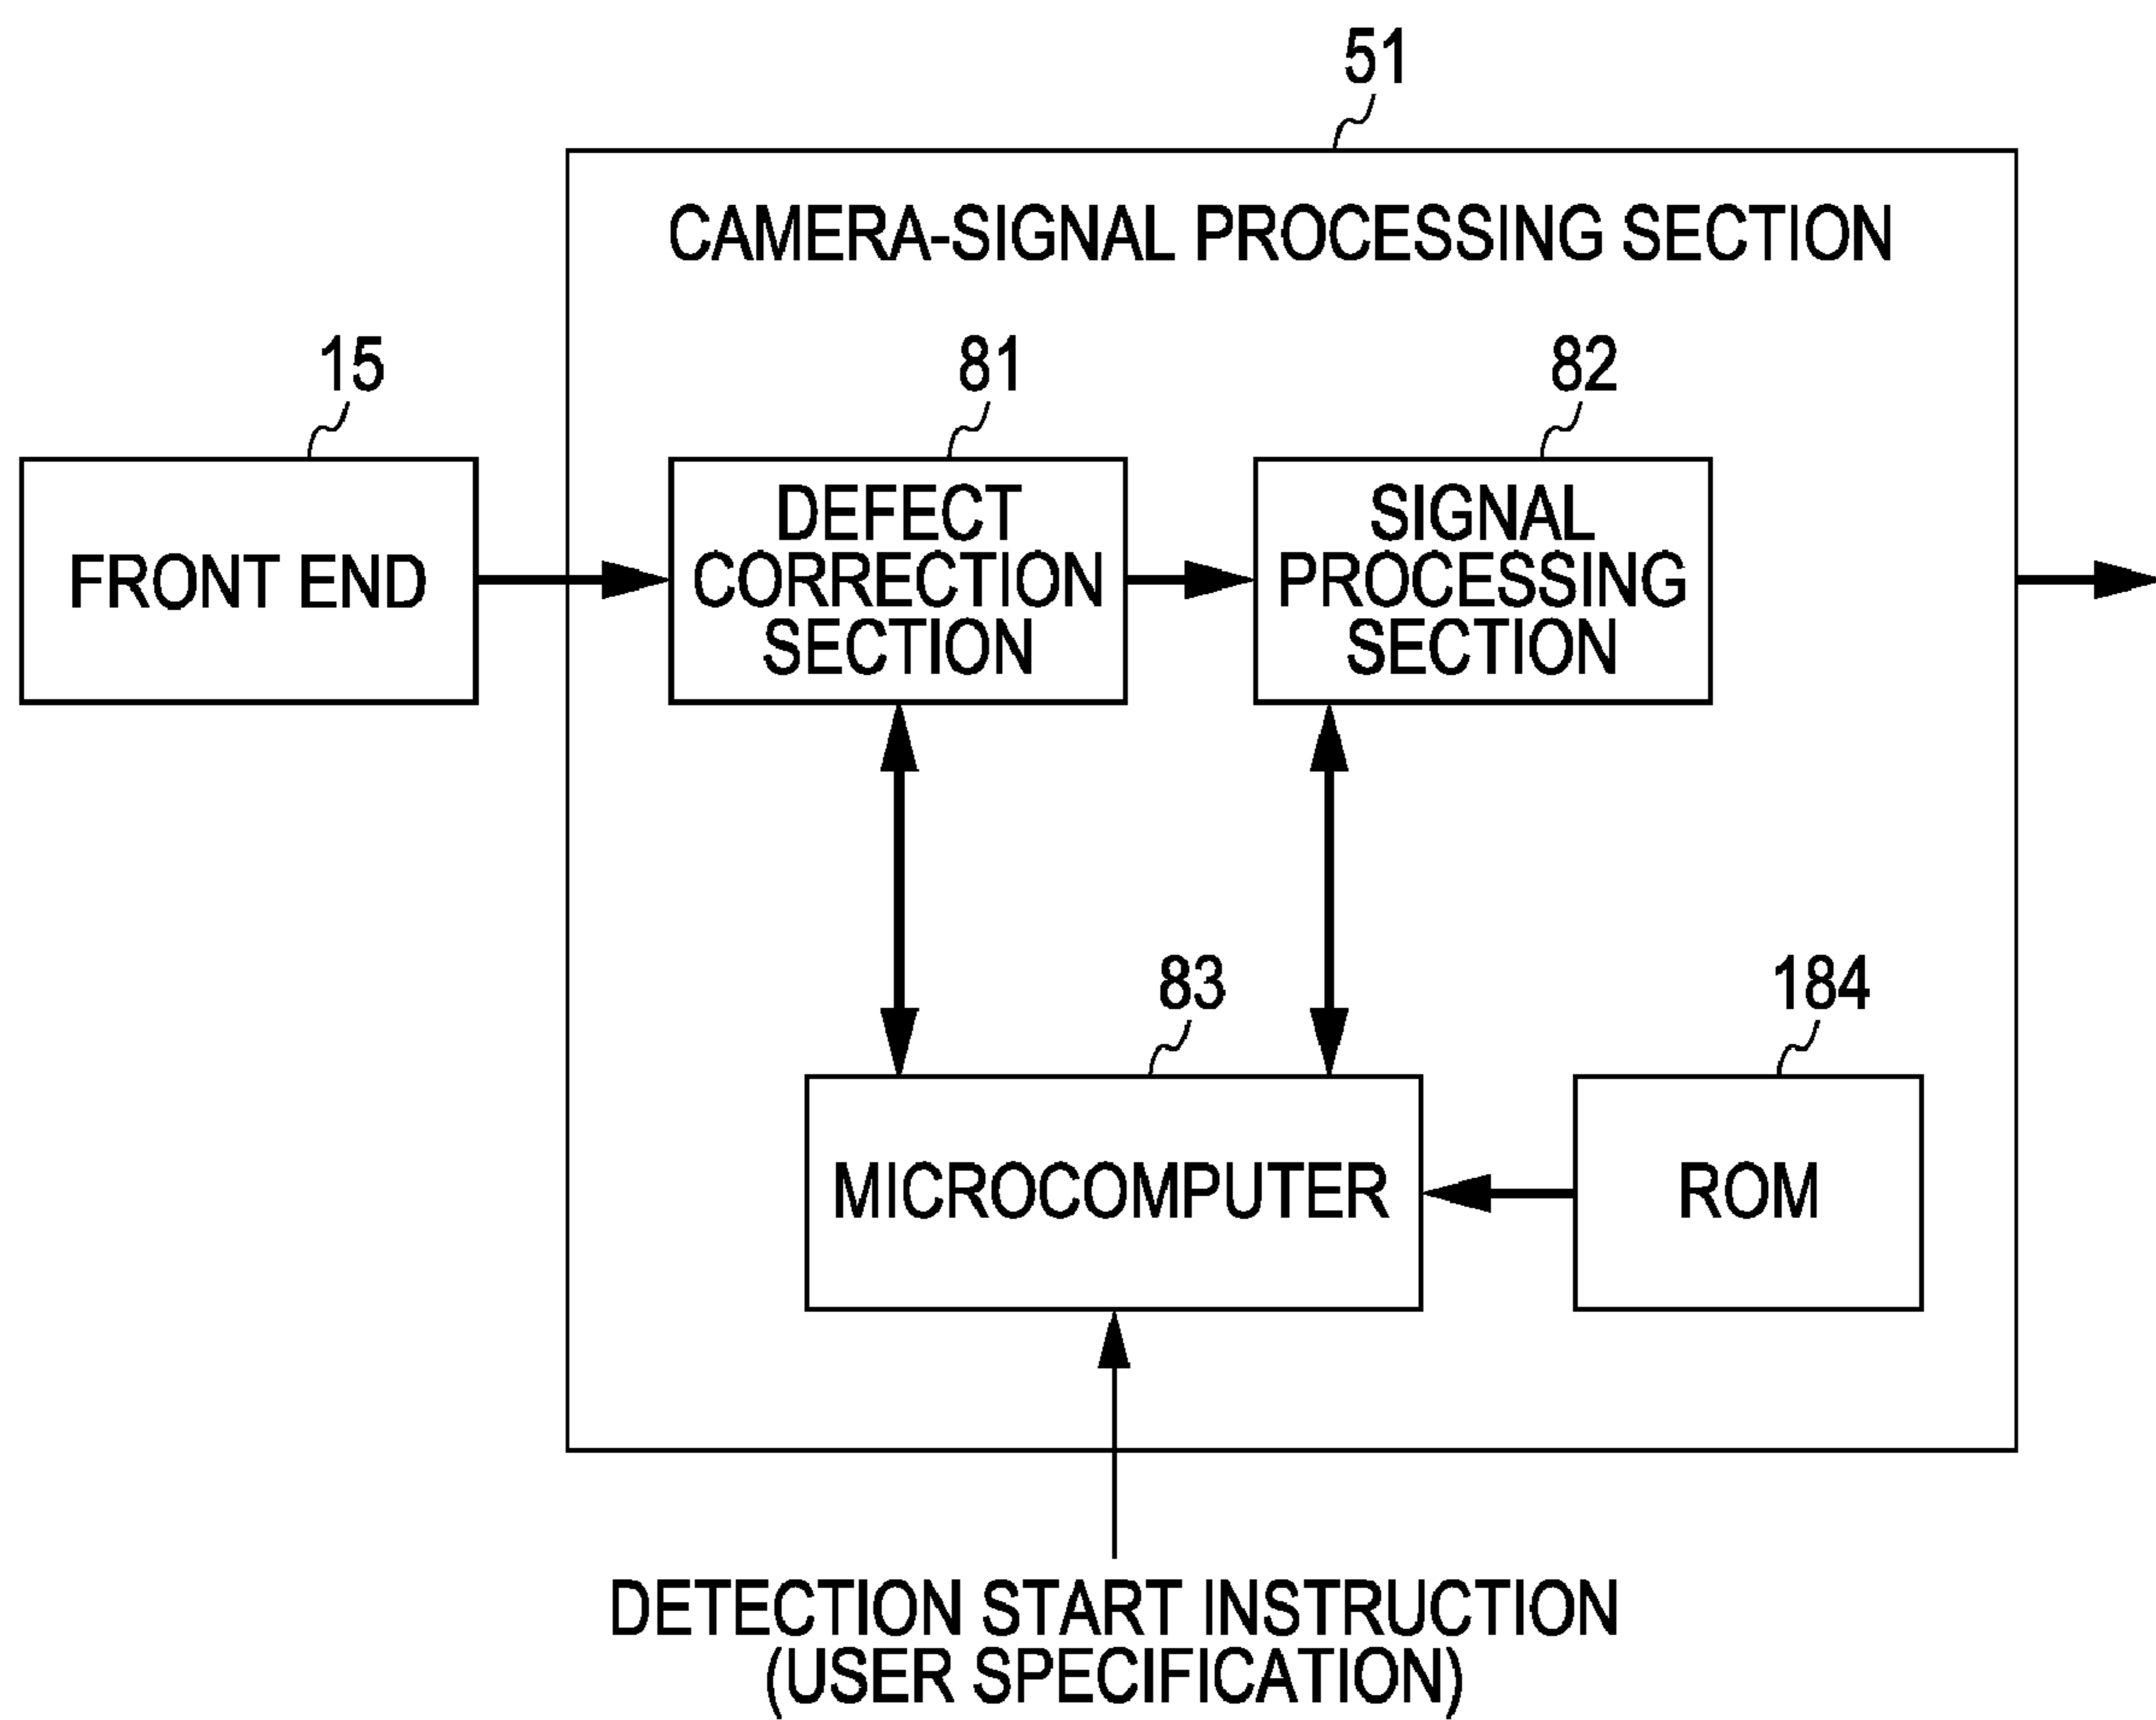 51
CAMERA-SIGNAL PROCESSING SECTION
15
81
82
FRONT END
DEFECT
CORRECTION
SECTION
SIGNAL
PROCESSING
SECTION
83
184
MICROCOMPUTER
ROM
DETECTION START INSTRUCTION
(USER SPECIFICATION)